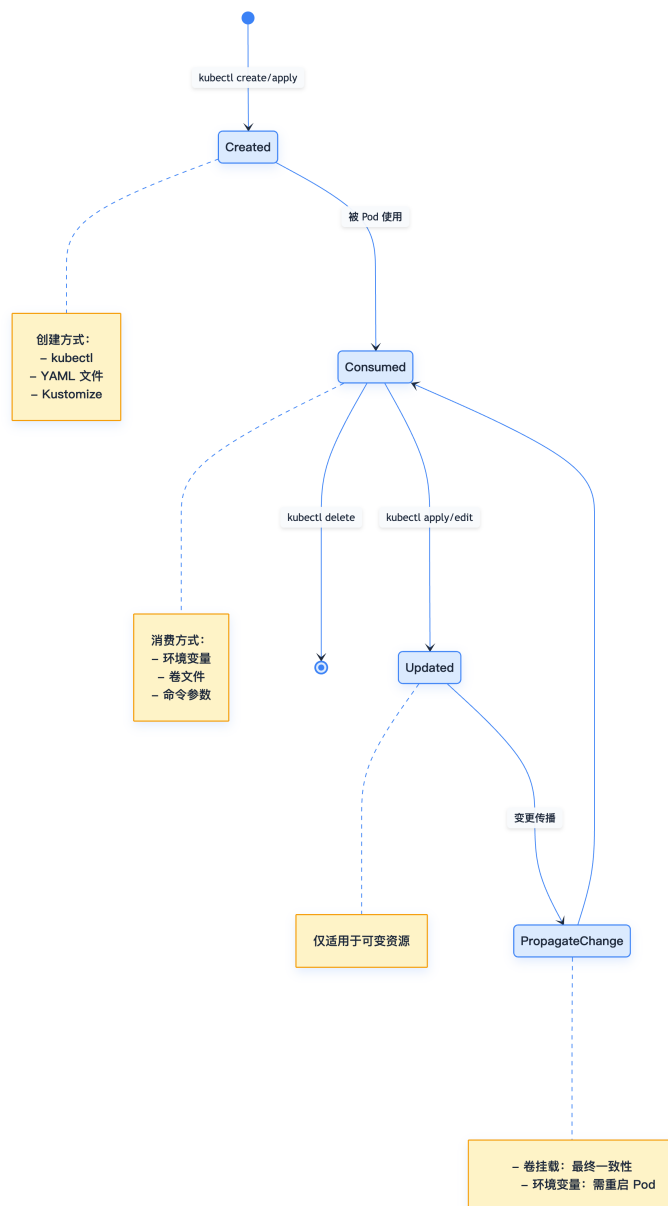 kubectl create/apply
Created
被 Pod 使用
创建方式：
– kubectl
– YAML 文件
– Kustomize
Consumed
kubectl delete
kubectl apply/edit
消费方式：
– 环境变量
– 卷文件
– 命令参数
Updated
变更传播
仅适用于可变资源
PropagateChange
– 卷挂载：最终一致性
– 环境变量：需重启 Pod